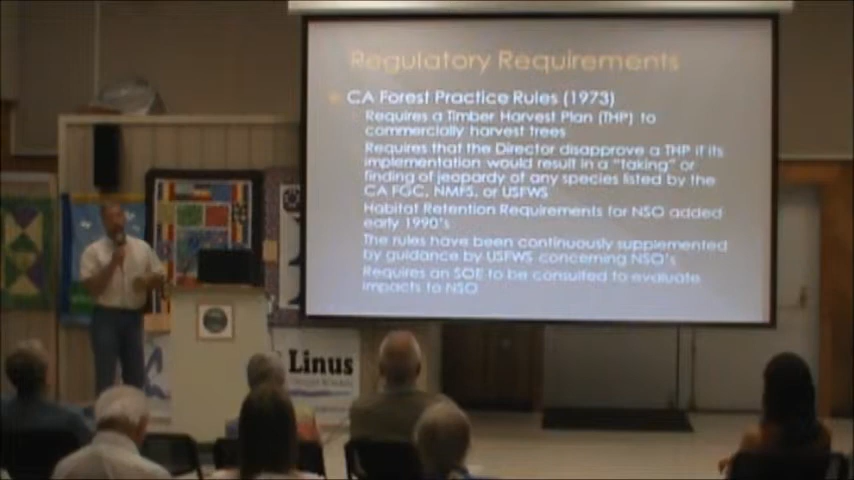 Regulatory Requirements
CA Forest Practice Rules (1973)
Requires a Timber Harvest Plan (THP) to
commercially harvest trees
Requires that the Director disapprove a THP if its
implementation would result in a "taking" or
finding of jeopardy of any species listed by the
CA FGC, NMFS, or USFWS
Habitat Retention Requirements for NSO added
early 1990's
The rules have been continuously supplemented
by guidance by USFWS concerning NSO's
Requires an SOE to be consulted to evaluate
impacts to NSO
Linus